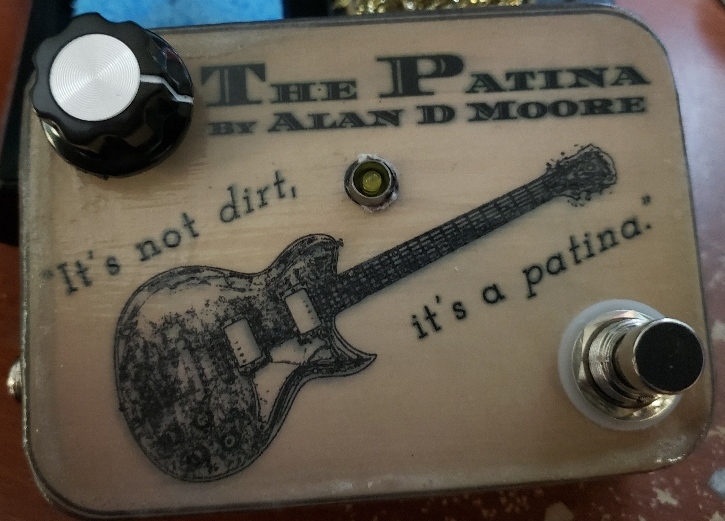 The Patina
By Alan D Moore
"It's not dirt,
it's a patina."